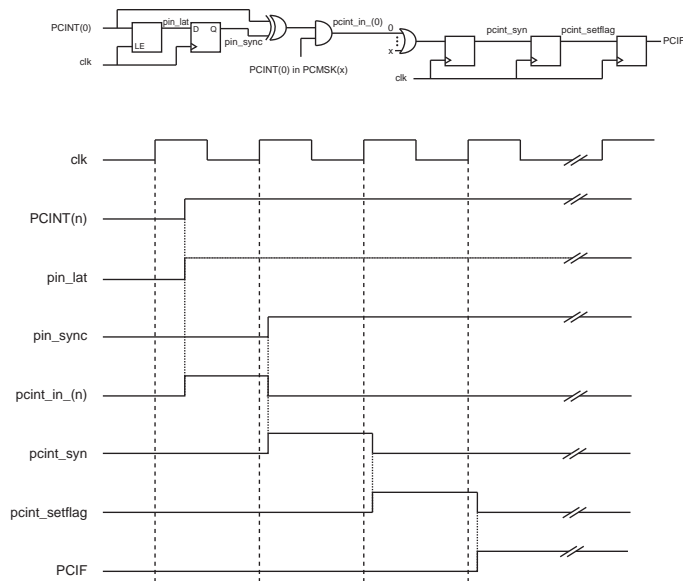 PCINT(0)
pin_lat
D Q
LE
pin_sync
pcint_in_(0)
0
x
clk
PCINT(0) in PCMSK(x)
pcint_syn
pcint_setflag
PCIF
clk
clk
PCINT(n)
pin_lat
pin_sync
pcint_in_(n)
pcint_syn
pcint_setflag
PCIF